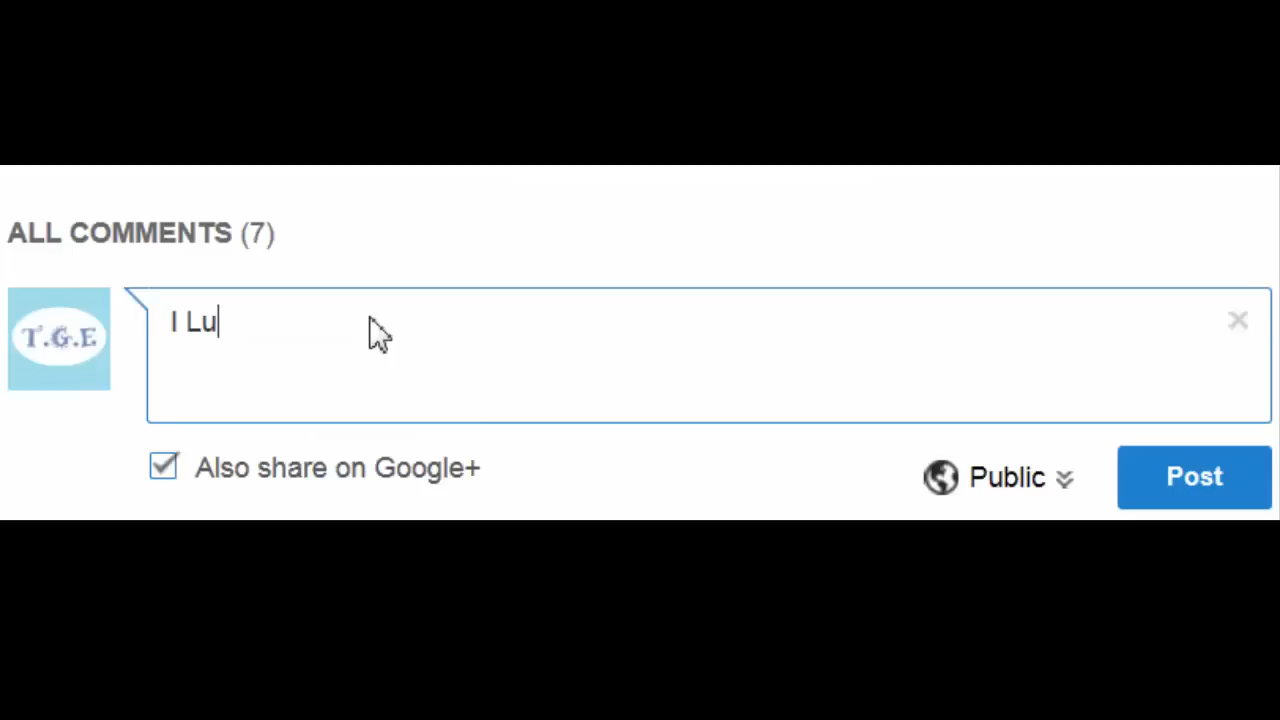 ALL COMMENTS (7)
T.G.E
I Lu
Also share on Google+
Public
Post